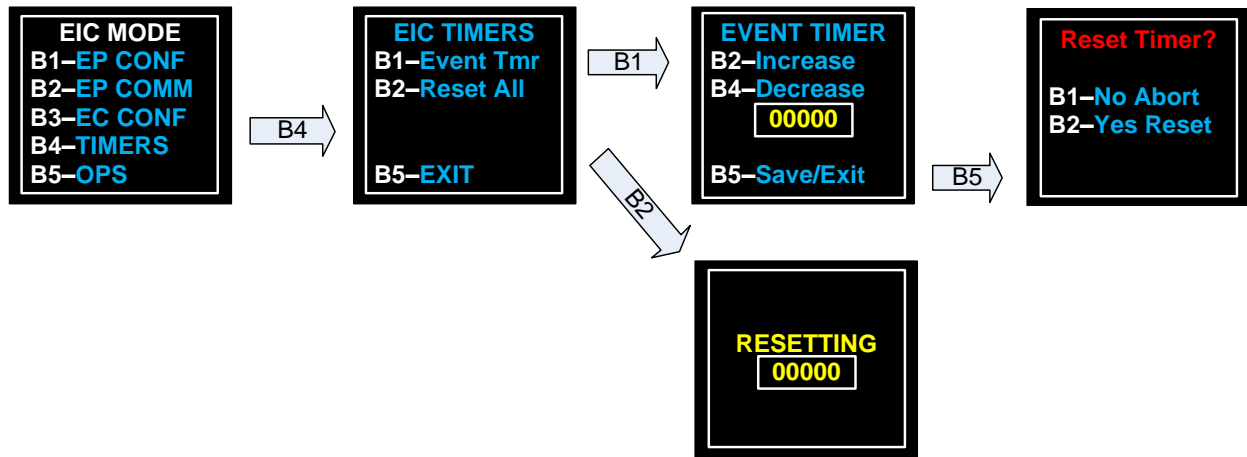 EIC MODE
B1–EP CONF
B2–EP COMM
B3–EC CONF
B4–TIMERS
B5–OPS
B4
EIC TIMERS
B1–Event Tmr
B2–Reset All
B5–EXIT
B1
B2
EVENT TIMER
B2–Increase
B4–Decrease
00000
B5–Save/Exit
B5
Reset Timer?
B1–No Abort
B2–Yes Reset
RESETTING
00000